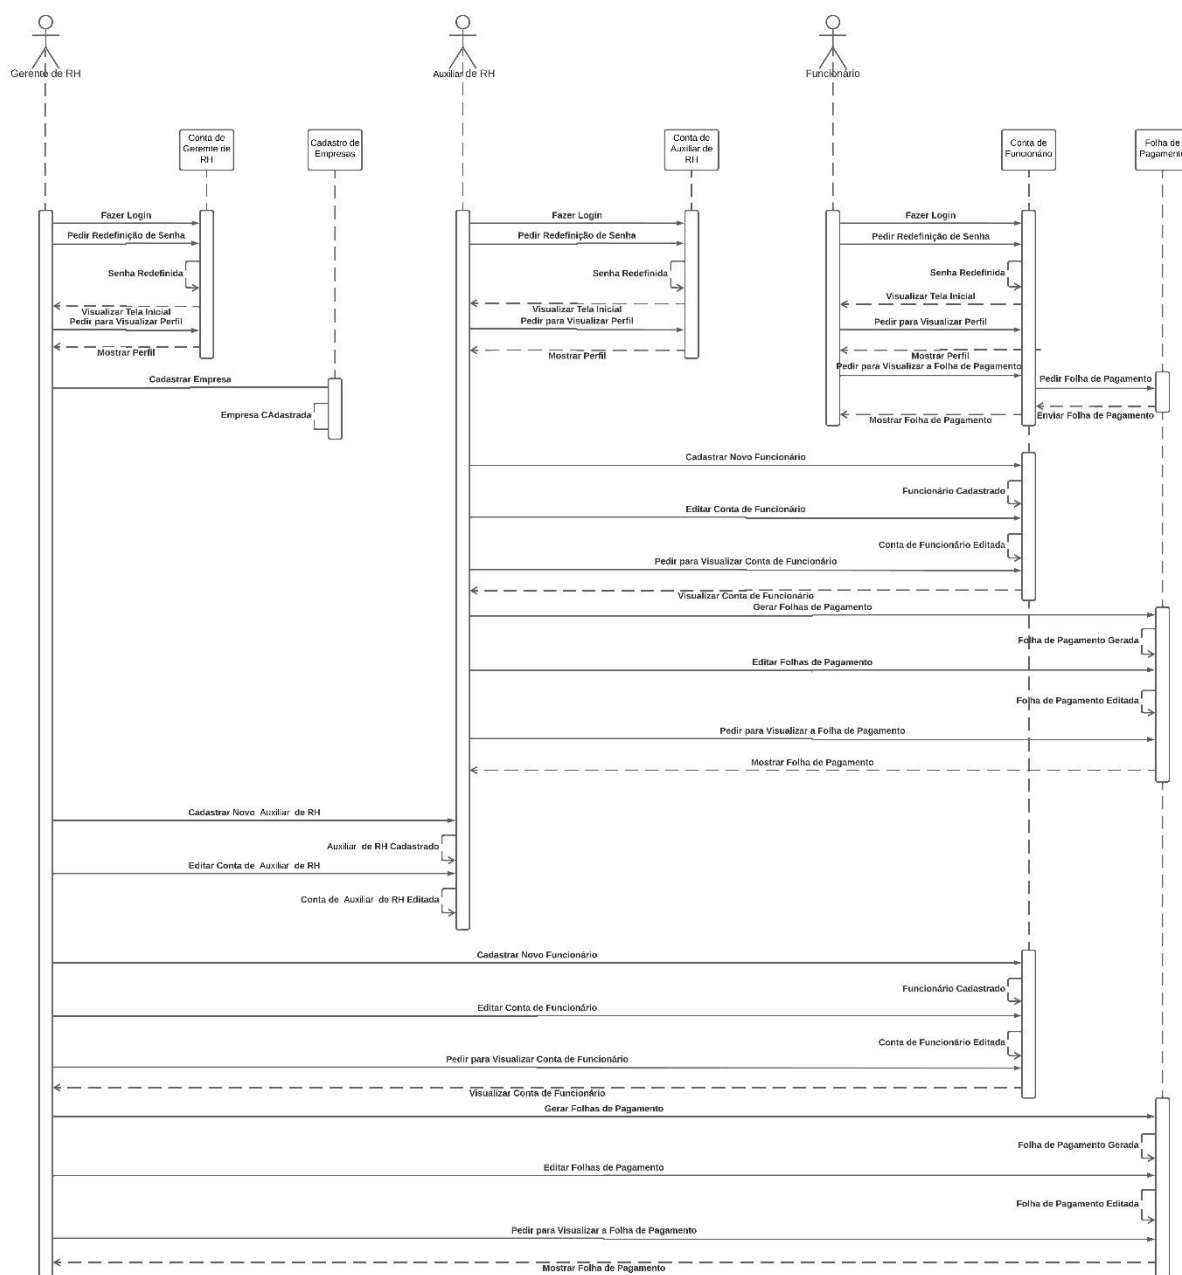 Gerente de RH
Auxiliar de RH
Funcionário
Conta de
Geremte de
RH
Cadastro de
Empresas
Conta de
Auxiliar de
RH
Conta de
Funcionário
Folha de
Pagamento
Fazer Login
Fazer Login
Fazer Login
Pedir Redefinição de Senha
Pedir Redefinição de Senha
Pedir Redefinição de Senha
Senha Redefinida
Senha Redefinida
Senha Redefinida
Visualizar Tela Inicial
Visualizar Tela Inicial
Visualizar Tela Inicial
Pedir para Visualizar Perfil
Pedir para Visualizar Perfil
Pedir para Visualizar Perfil
Mostrar Perfil
Mostrar Perfil
Mostrar Perfil
Pedir para Visualizar a Folha de Pagamento
Cadastrar Empresa
Pedir Folha de Pagamento
Empresa CAdastrada
Enviar Folha de Pagamento
Mostrar Folha de Pagamento
Cadastrar Novo Funcionário
Funcionário Cadastrado
Editar Conta de Funcionário
Conta de Funcionário Editada
Pedir para Visualizar Conta de Funcionário
Visualizar Conta de Funcionário
Gerar Folhas de Pagamento
Folha de Pagamento Gerada
Editar Folhas de Pagamento
Folha de Pagamento Editada
Pedir para Visualizar a Folha de Pagamento
Mostrar Folha de Pagamento
Cadastrar Novo Auxiliar de RH
Auxiliar de RH Cadastrado
Editar Conta de Auxiliar de RH
Conta de Auxiliar de RH Editada
Cadastrar Novo Funcionário
Funcionário Cadastrado
Editar Conta de Funcionário
Conta de Funcionário Editada
Pedir para Visualizar Conta de Funcionário
Visualizar Conta de Funcionário
Gerar Folhas de Pagamento
Folha de Pagamento Gerada
Editar Folhas de Pagamento
Folha de Pagamento Editada
Pedir para Visualizar a Folha de Pagamento
Mostrar Folha de Pagamento